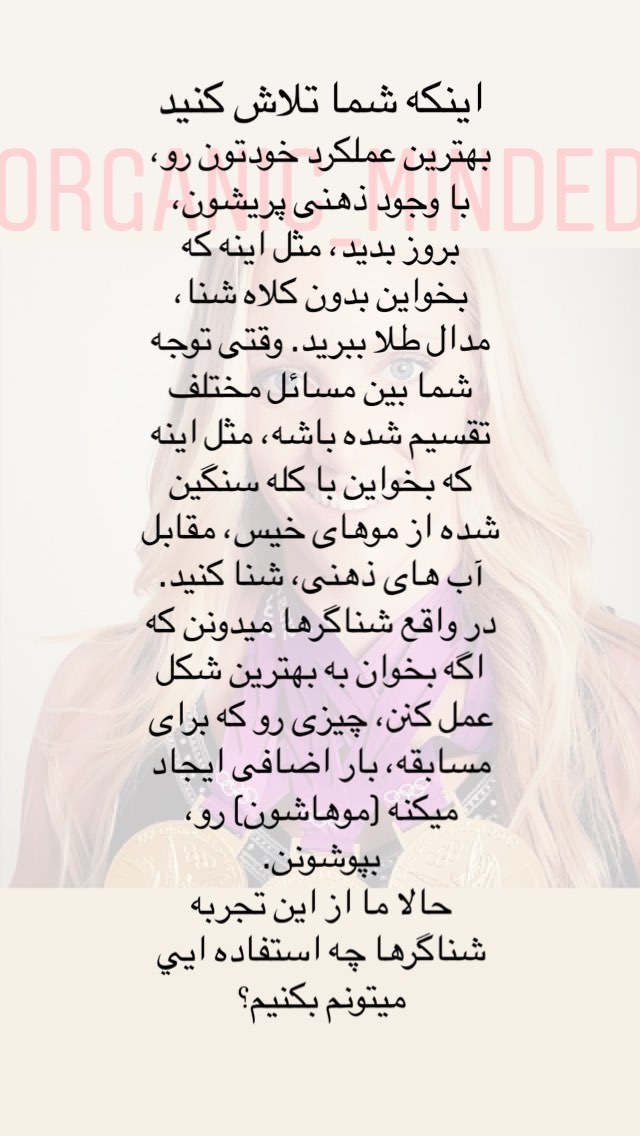 اینکه شما تلاش کنید
ORGANIC_MINDED
بهترین عملکرد خودتون رو،
با وجود ذهنی پریشون،
بروز بدید، مثل اینه که
بخواین بدون کلاه شنا،
مدال طلا ببرید. وقتی توجه
شما بین مسائل مختلف
تقسیم شده باشه، مثل اینه
که بخواین با کله سنگین
شده از موهای خیس، مقابل
آب های ذهنی، شنا کنید.
در واقع شناگرها میدونن که
اگه بخوان به بهترین شکل
عمل کنن، چیزی رو که برای
مسابقه، بار اضافی ایجاد
میکنه (موهاشون) رو،
بپوشونن.
حالا ما از این تجربه
شناگرها چه استفاده ایي
میتونم بکنیم؟